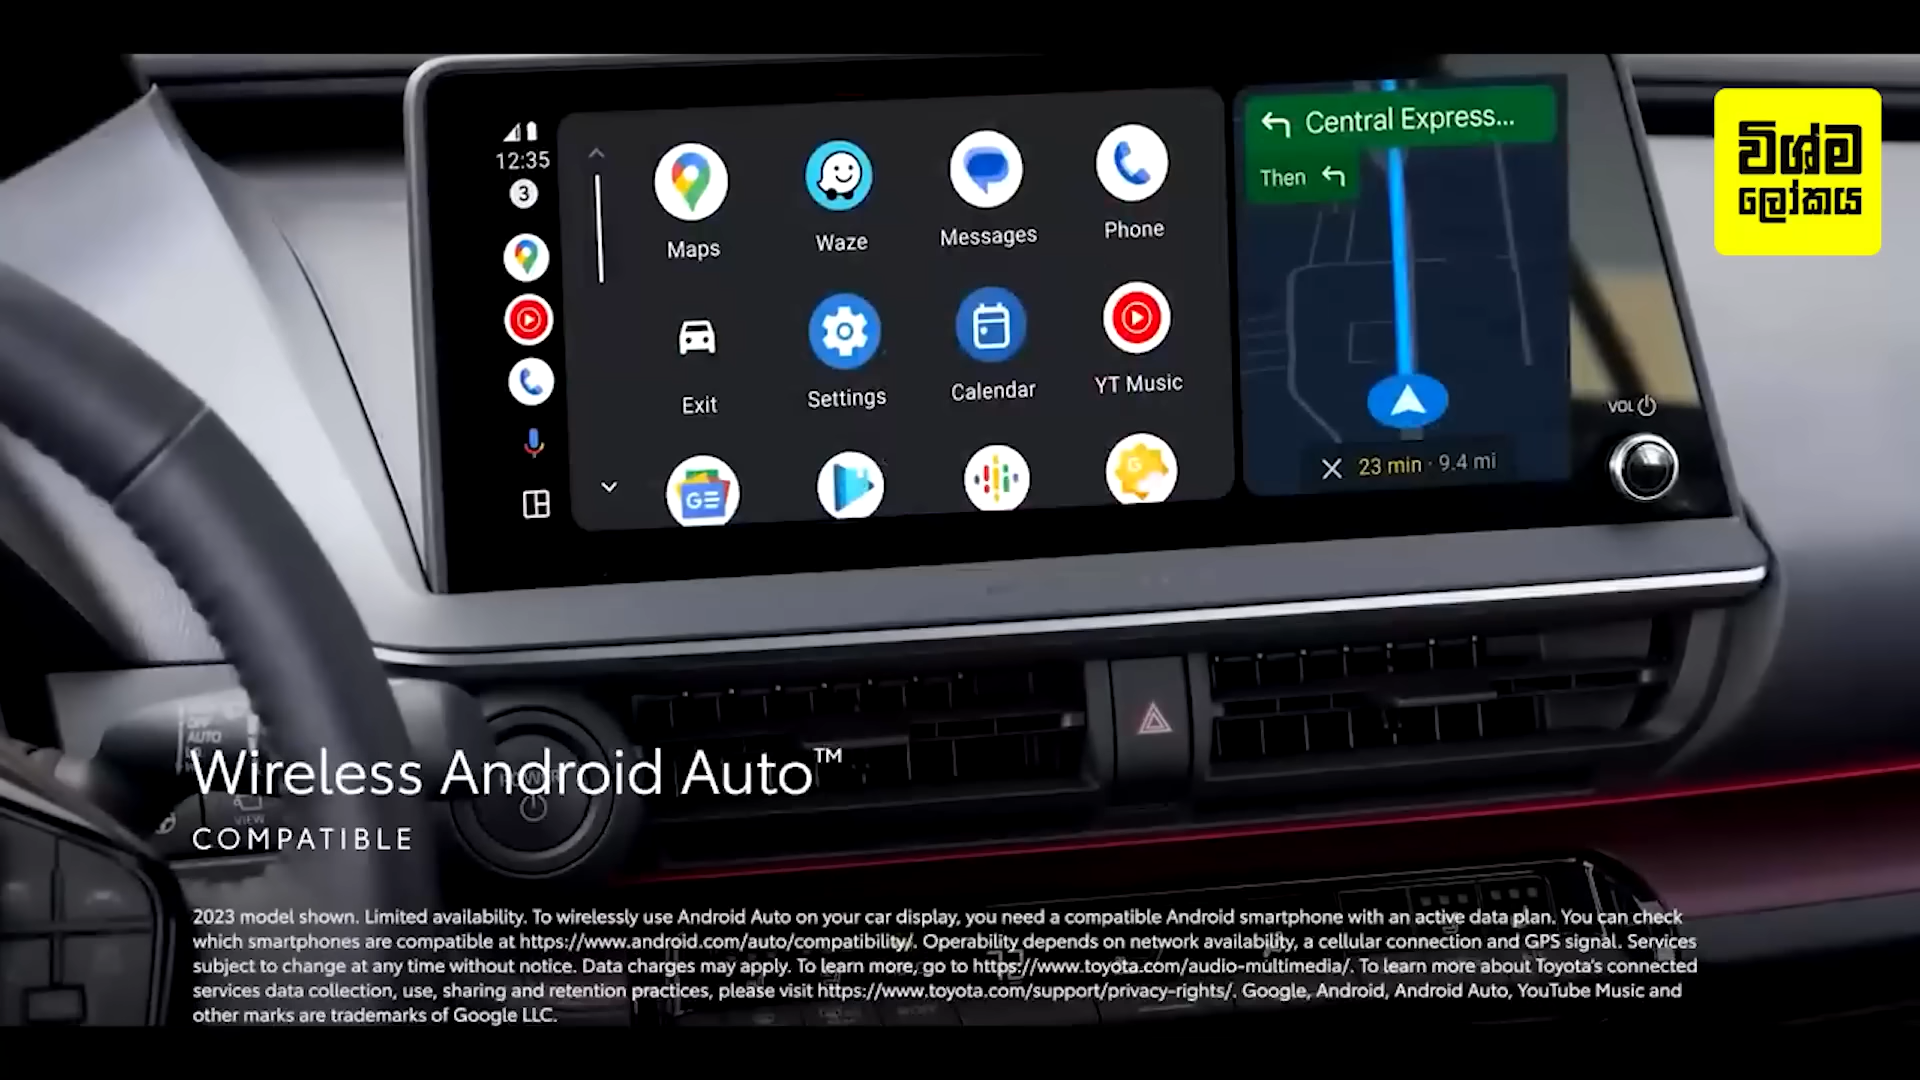 12:35
3
Maps
Waze
Messages
Phone
Exit
Settings
Calendar
YT Music
GE
G
Central Express...
Then
23 min · 9.4 mi
VOL
විශ්ම
ලෝකය
AUTO
VIEW
POWER
Wireless Android Auto™
COMPATIBLE
2023 model shown. Limited availability. To wirelessly use Android Auto on your car display, you need a compatible Android smartphone with an active data plan. You can check
which smartphones are compatible at https://www.android.com/auto/compatibility/. Operability depends on network availability, a cellular connection and GPS signal. Services
subject to change at any time without notice. Data charges may apply. To learn more, go to https://www.toyota.com/audio-multimedia/. To learn more about Toyota's connected
services data collection, use, sharing and retention practices, please visit https://www.toyota.com/support/privacy-rights/. Google, Android, Android Auto, YouTube Music and
other marks are trademarks of Google LLC.